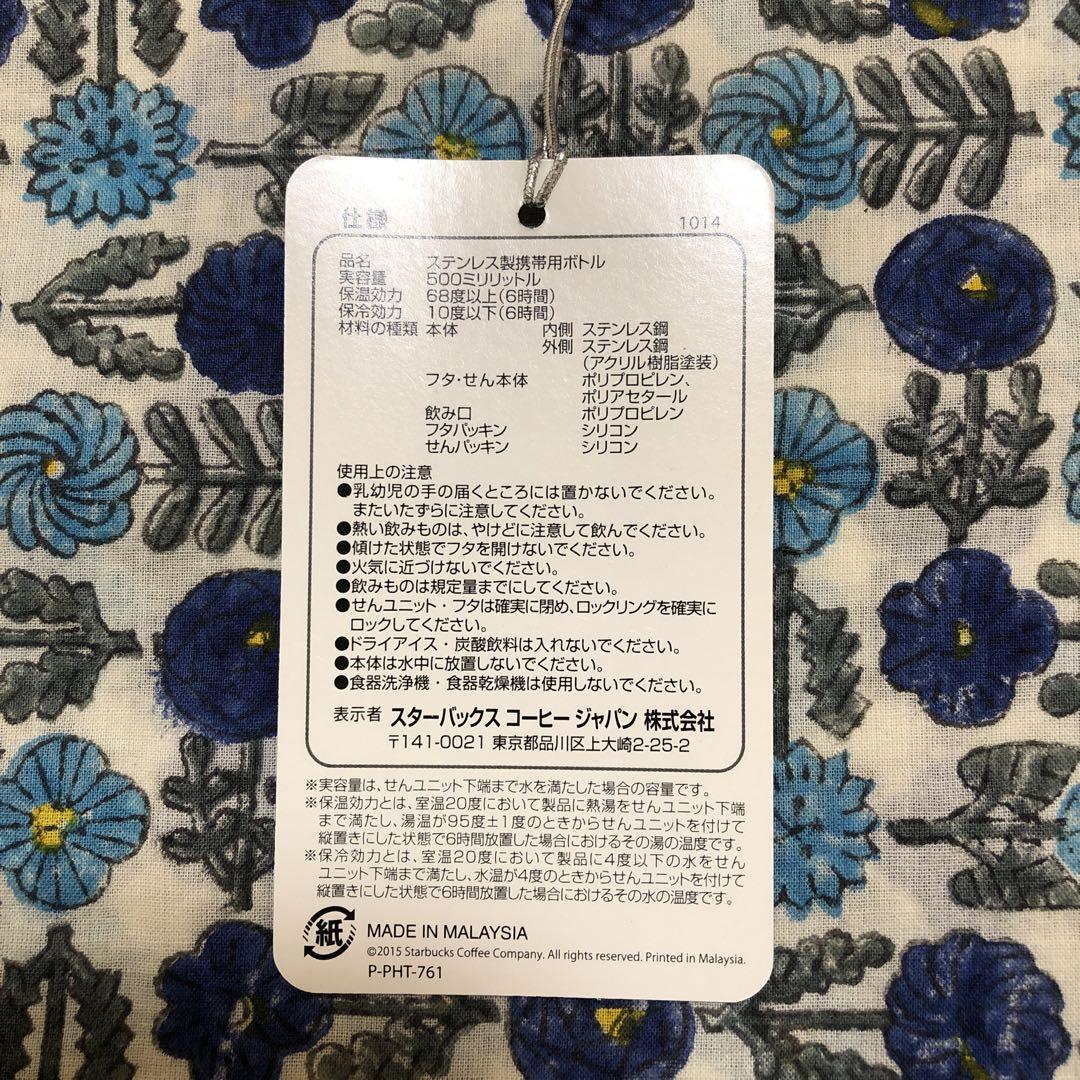 仕様 1014
品名 ステンレス製携帯用ボトル
実容量 500ミリリットル
保温効力 68度以上(6時間)
保冷効力 10度以下(6時間)
材料の種類 本体 内側 ステンレス鋼
外側 ステンレス鋼
(アクリル樹脂塗装)
フタ・せん本体 ポリプロピレン、
ポリアセタール
飲み口 ポリプロピレン
フタパッキン シリコン
せんパッキン シリコン
使用上の注意
●乳幼児の手の届くところには置かないでください。
またいたずらに注意してください。
●熱い飲みものは、やけどに注意して飲んでください。
●傾けた状態でフタを開けないでください。
●火気に近づけないでください。
●飲みものは規定量までにしてください。
●せんユニット・フタは確実に閉め、ロックリングを確実に
ロックしてください。
●ドライアイス・炭酸飲料は入れないでください。
●本体は水中に放置しないでください。
●食器洗浄機・食器乾燥機は使用しないでください。
表示者 スターバックス コーヒー ジャパン 株式会社
〒141-0021 東京都品川区上大崎2-25-2
※実容量は、せんユニット下端まで水を満たした場合の容量です。
※保温効力とは、室温20度において製品に熱湯をせんユニット下端
まで満たし、湯温が95度±1度のときからせんユニットを付けて
縦置きにした状態で6時間放置した場合におけるその湯の温度です。
※保冷効力とは、室温20度において製品に4度以下の水をせん
ユニット下端まで満たし、水温が4度のときからせんユニットを付けて
縦置きにした状態で6時間放置した場合におけるその水の温度です。
紙 MADE IN MALAYSIA
©2015 Starbucks Coffee Company. All rights reserved. Printed in Malaysia.
P-PHT-761